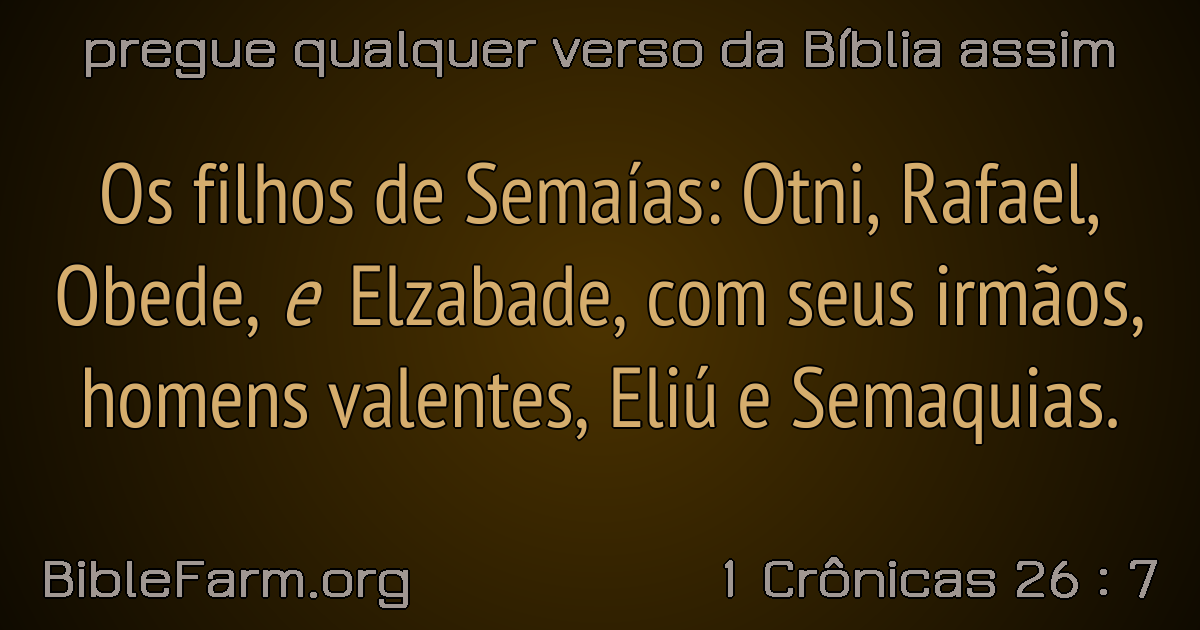 pregue qualquer verso da Bíblia assim
Os filhos de Semaías: Otni, Rafael,
Obede, e Elzabade, com seus irmãos,
homens valentes, Eliú e Semaquias.
BibleFarm.org
1 Crônicas 26 : 7